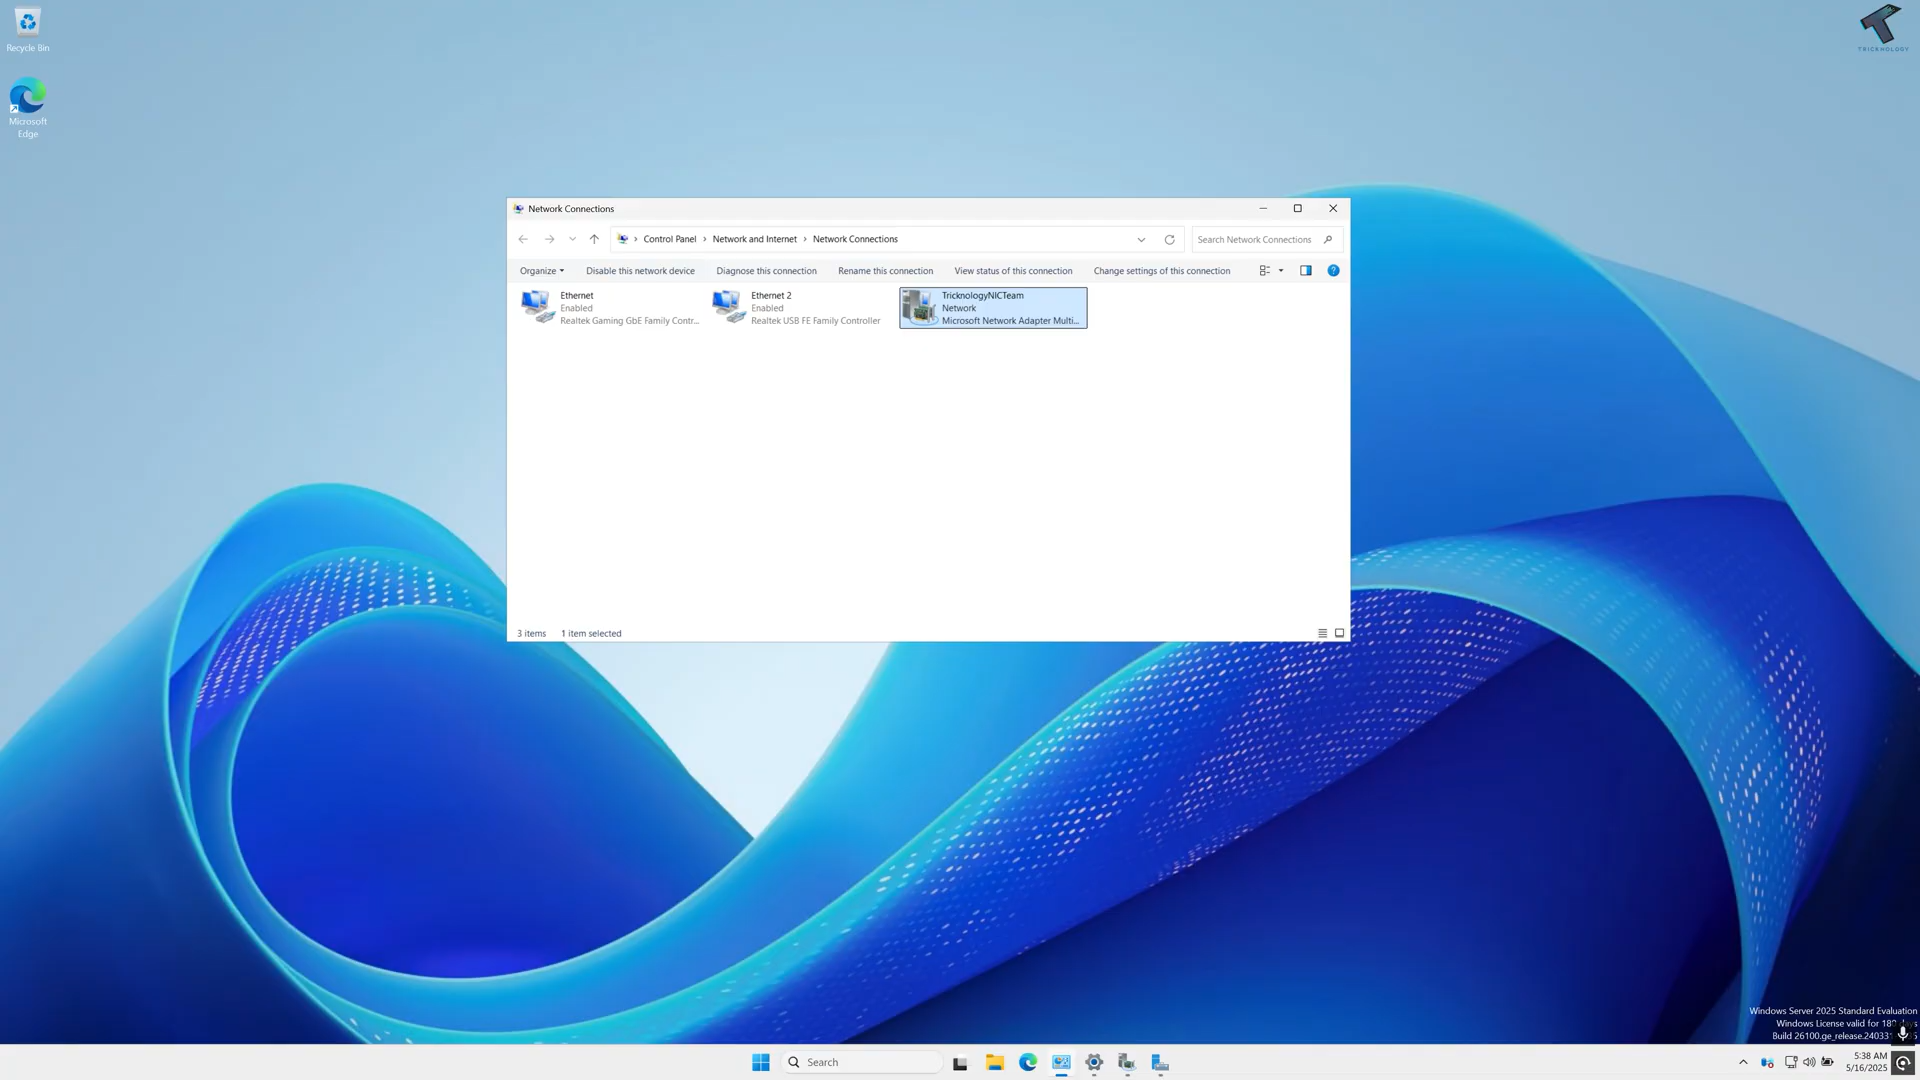 Recycle Bin
TRICKNOLOGY
Microsoft
Edge
Network Connections
Control Panel
Network and Internet
Network Connections
Search Network Connections
Organize
Disable this network device
Diagnose this connection
Rename this connection
View status of this connection
Change settings of this connection
Ethernet
Enabled
Realtek Gaming GbE Family Contr...
Ethernet 2
Enabled
Realtek USB FE Family Controller
TricknologyNICTeam
Network
Microsoft Network Adapter Multi...
3 items
1 item selected
Windows Server 2025 Standard Evaluation
Windows License valid for 180
Build 26100.ge_release.24033
Search
5:38 AM
5/16/2025